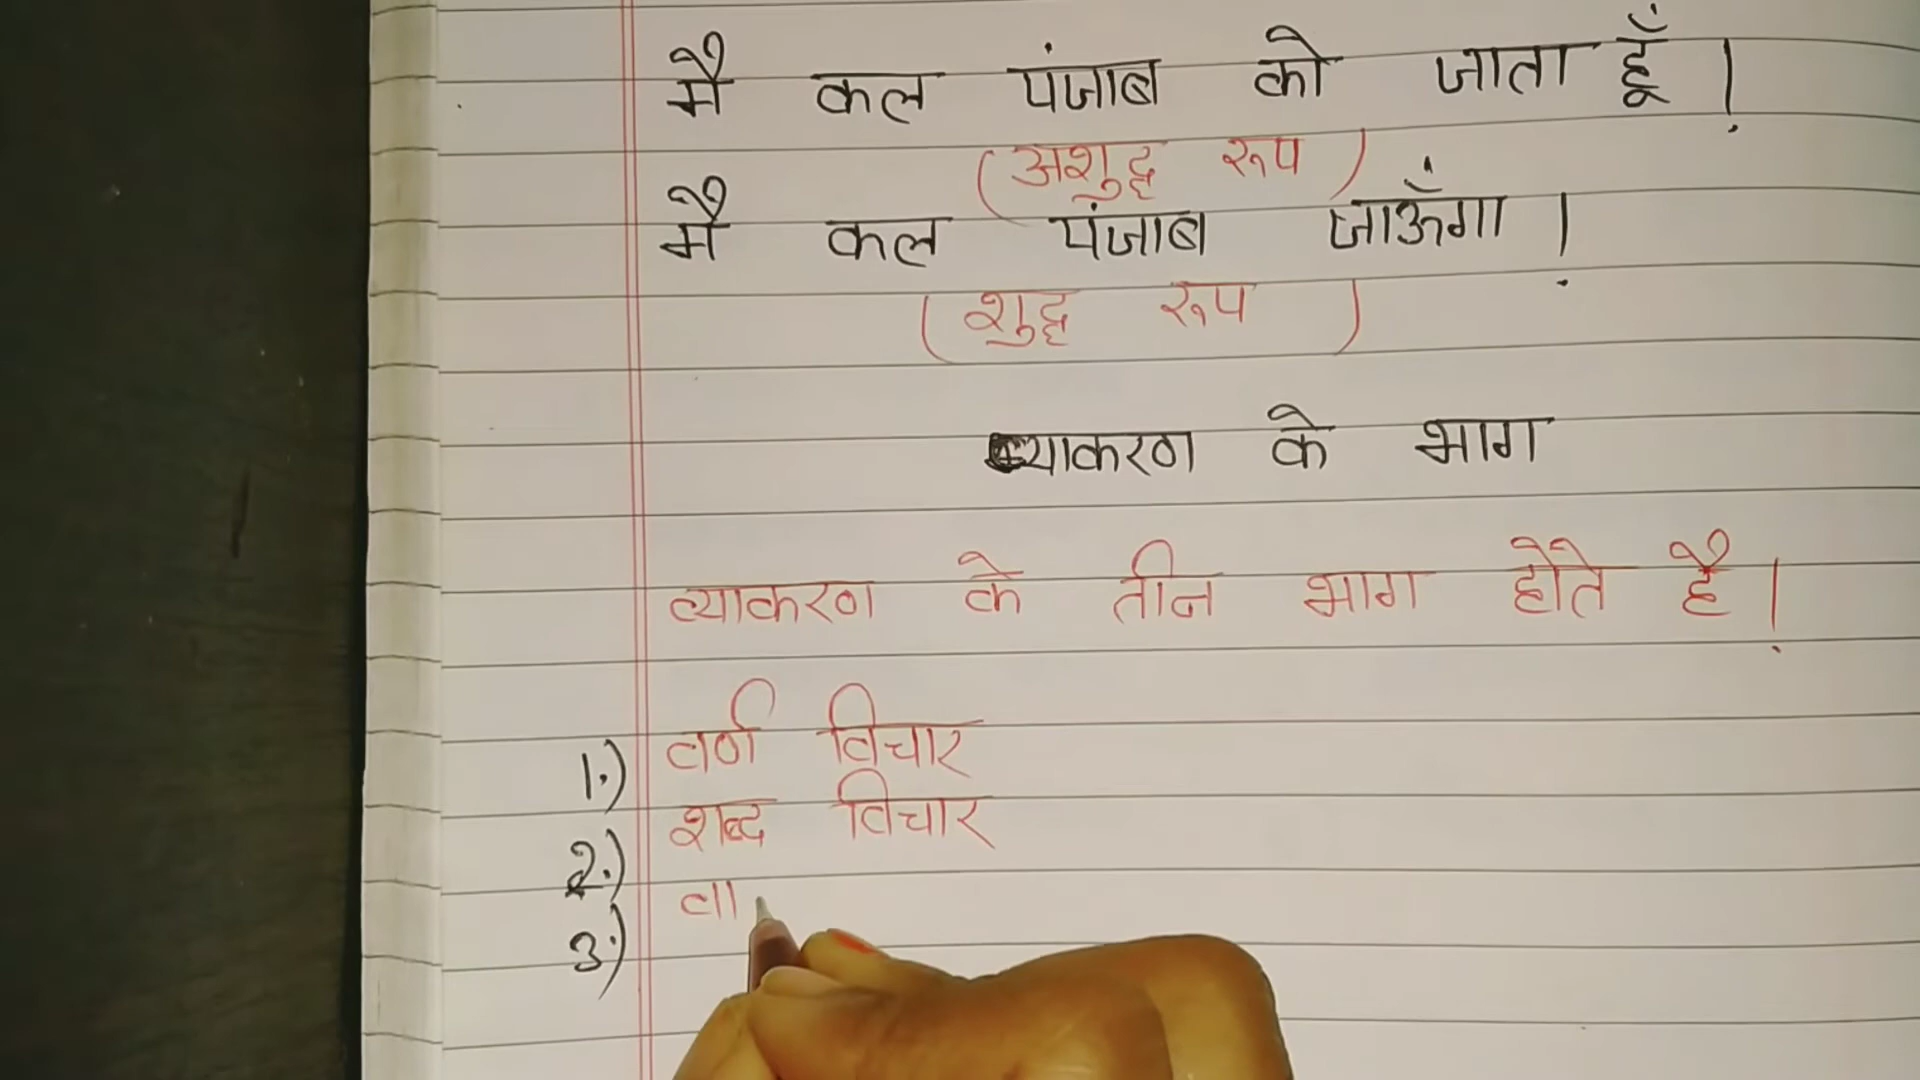 मै कल पंजाब को जाता हूँ ।
(अशुद्ध रूप)
मै कल पंजाब जाऊँगा ।
(शुद्ध रूप)
व्याकरण के भाग
व्याकरण के तीन भाग होते है ।
1.) वर्ण विचार
2.) शब्द विचार
3.) वा